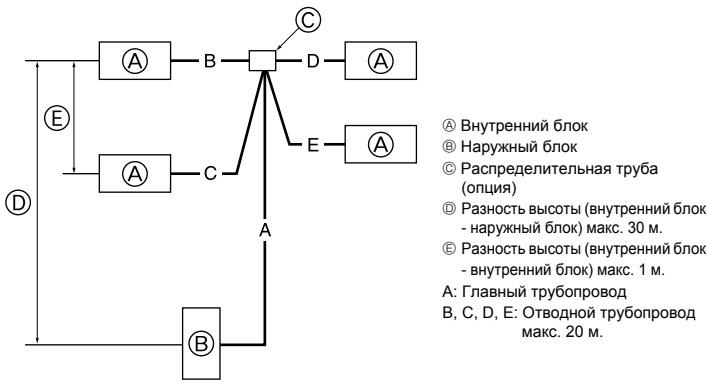 Ⓒ
Ⓐ B D Ⓐ
Ⓔ
E Ⓐ
Ⓐ C
Ⓓ
A
Ⓑ
Ⓐ Внутренний блок
Ⓑ Наружный блок
Ⓒ Распределительная труба
(опция)
Ⓓ Разность высоты (внутренний блок
- наружный блок) макс. 30 м.
Ⓔ Разность высоты (внутренний блок
- внутренний блок) макс. 1 м.
A: Главный трубопровод
B, C, D, E: Отводной трубопровод
макс. 20 м.